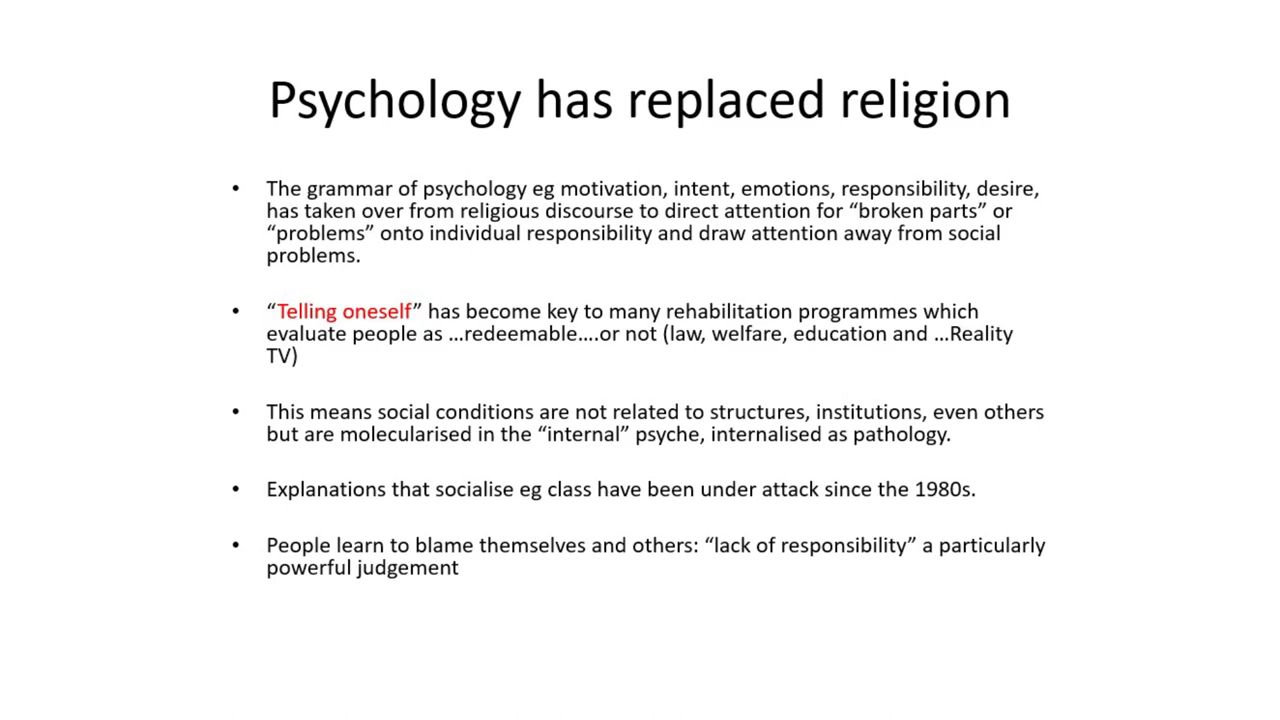 Psychology has replaced religion
• The grammar of psychology eg motivation, intent, emotions, responsibility, desire,
has taken over from religious discourse to direct attention for “broken parts” or
“problems” onto individual responsibility and draw attention away from social
problems.
• “Telling oneself” has become key to many rehabilitation programmes which
evaluate people as …redeemable….or not (law, welfare, education and …Reality
TV)
• This means social conditions are not related to structures, institutions, even others
but are molecularised in the “internal” psyche, internalised as pathology.
• Explanations that socialise eg class have been under attack since the 1980s.
• People learn to blame themselves and others: “lack of responsibility” a particularly
powerful judgement